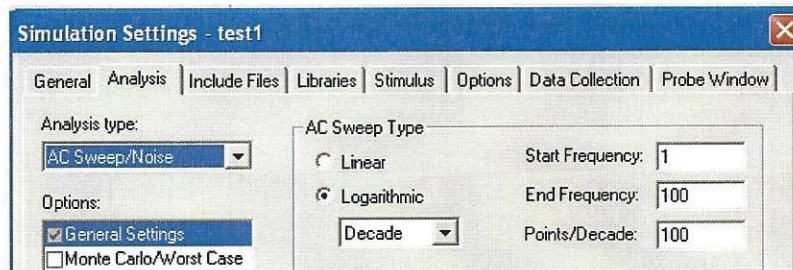 Simulation Settings - test1
General Analysis Include Files Libraries Stimulus Options Data Collection Probe Window
Analysis type:
AC Sweep/Noise
Options:
General Settings
Monte Carlo/Worst Case
AC Sweep Type
Linear
Logarithmic
Decade
Start Frequency: 1
End Frequency: 100
Points/Decade: 100